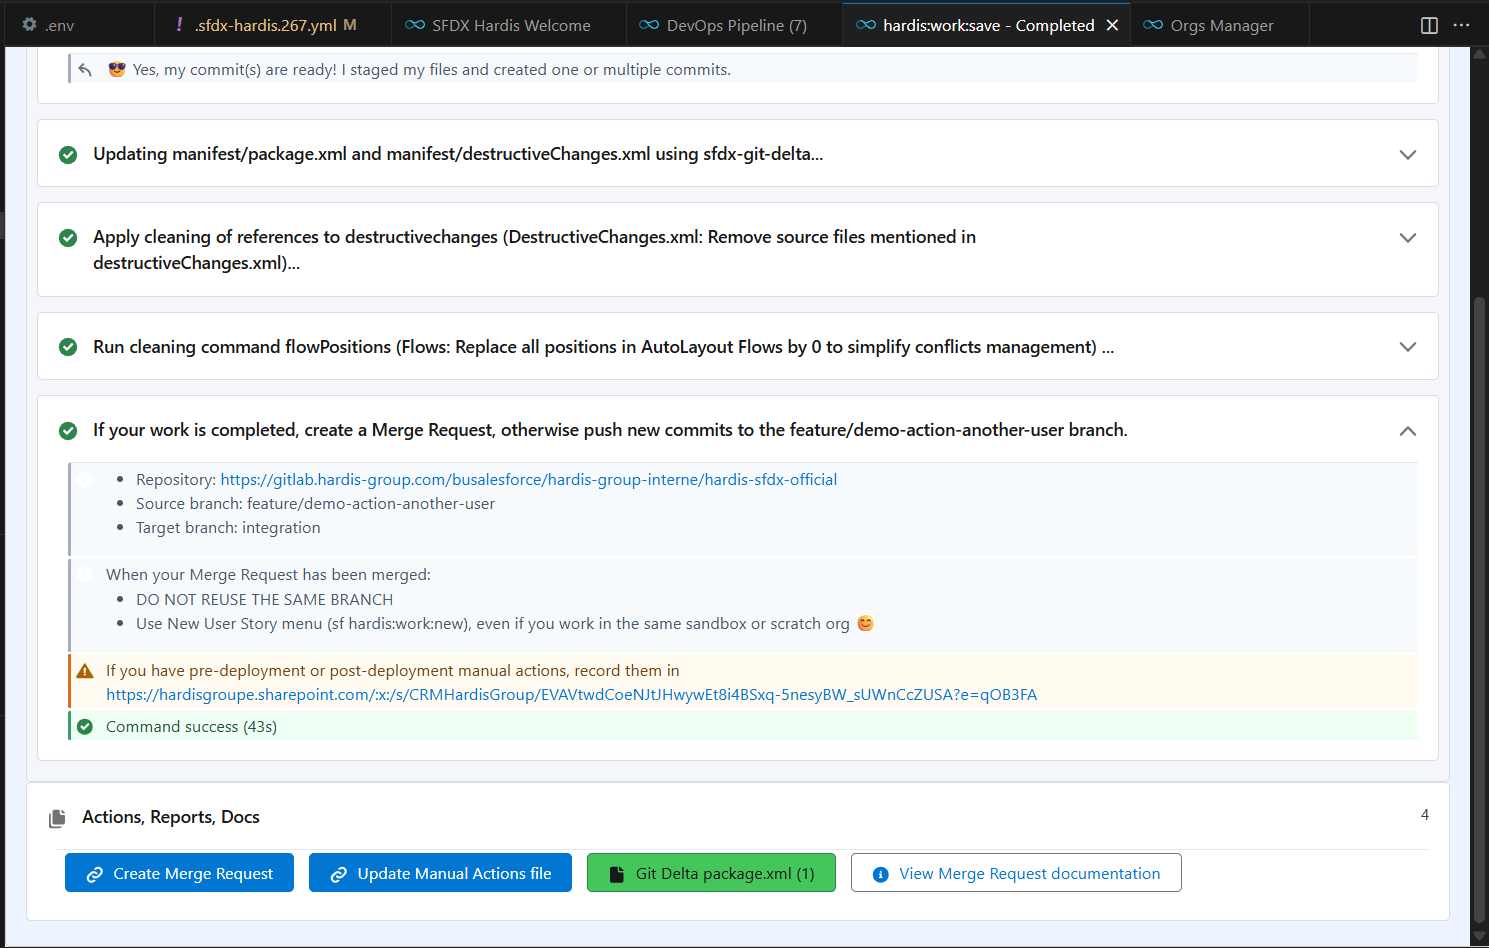 .env
! .sfdx-hardis.267.yml M
SFDX Hardis Welcome
DevOps Pipeline (7)
hardis:work:save - Completed
Orgs Manager
😎 Yes, my commit(s) are ready! I staged my files and created one or multiple commits.
Updating manifest/package.xml and manifest/destructiveChanges.xml using sfdx-git-delta...
Apply cleaning of references to destructivechanges (DestructiveChanges.xml: Remove source files mentioned in
destructiveChanges.xml)...
Run cleaning command flowPositions (Flows: Replace all positions in AutoLayout Flows by 0 to simplify conflicts management) ...
If your work is completed, create a Merge Request, otherwise push new commits to the feature/demo-action-another-user branch.
• Repository: https://gitlab.hardis-group.com/busalesforce/hardis-group-interne/hardis-sfdx-official
• Source branch: feature/demo-action-another-user
• Target branch: integration
When your Merge Request has been merged:
• DO NOT REUSE THE SAME BRANCH
• Use New User Story menu (sf hardis:work:new), even if you work in the same sandbox or scratch org 😊
If you have pre-deployment or post-deployment manual actions, record them in
https://hardisgroupe.sharepoint.com/:x:/s/CRMHardisGroup/EVAVtwdCoeNJtJHwywEt8i4BSxq-5nesyBW_sUWnCcZUSA?e=qOB3FA
Command success (43s)
Actions, Reports, Docs
4
Create Merge Request
Update Manual Actions file
Git Delta package.xml (1)
View Merge Request documentation